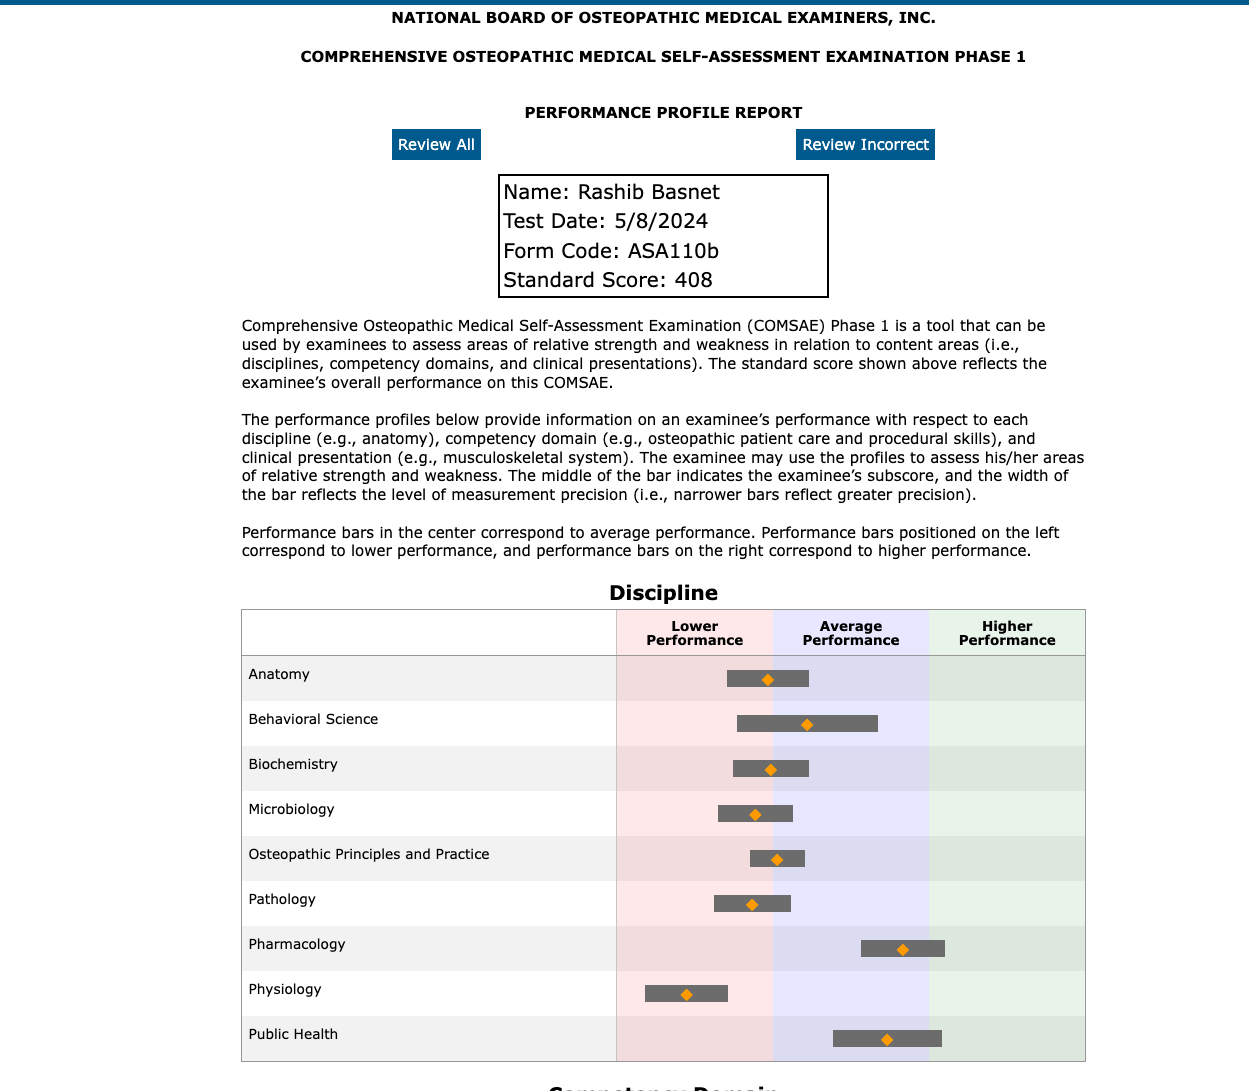 NATIONAL BOARD OF OSTEOPATHIC MEDICAL EXAMINERS, INC.
COMPREHENSIVE OSTEOPATHIC MEDICAL SELF-ASSESSMENT EXAMINATION PHASE 1
PERFORMANCE PROFILE REPORT
Review All
Review Incorrect
Name: Rashib Basnet
Test Date: 5/8/2024
Form Code: ASA110b
Standard Score: 408
Comprehensive Osteopathic Medical Self-Assessment Examination (COMSAE) Phase 1 is a tool that can be
used by examinees to assess areas of relative strength and weakness in relation to content areas (i.e.,
disciplines, competency domains, and clinical presentations). The standard score shown above reflects the
examinee’s overall performance on this COMSAE.
The performance profiles below provide information on an examinee’s performance with respect to each
discipline (e.g., anatomy), competency domain (e.g., osteopathic patient care and procedural skills), and
clinical presentation (e.g., musculoskeletal system). The examinee may use the profiles to assess his/her areas
of relative strength and weakness. The middle of the bar indicates the examinee’s subscore, and the width of
the bar reflects the level of measurement precision (i.e., narrower bars reflect greater precision).
Performance bars in the center correspond to average performance. Performance bars positioned on the left
correspond to lower performance, and performance bars on the right correspond to higher performance.
Discipline
Lower
Performance
Average
Performance
Higher
Performance
Anatomy
Behavioral Science
Biochemistry
Microbiology
Osteopathic Principles and Practice
Pathology
Pharmacology
Physiology
Public Health
Competency Domain